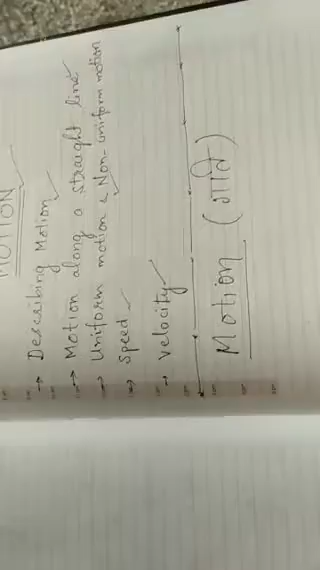 MOTION
→ Describing Motion
→ Motion along a straight line
→ Uniform motion & Non-uniform motion
→ Speed
→ Velocity
Motion (गति)